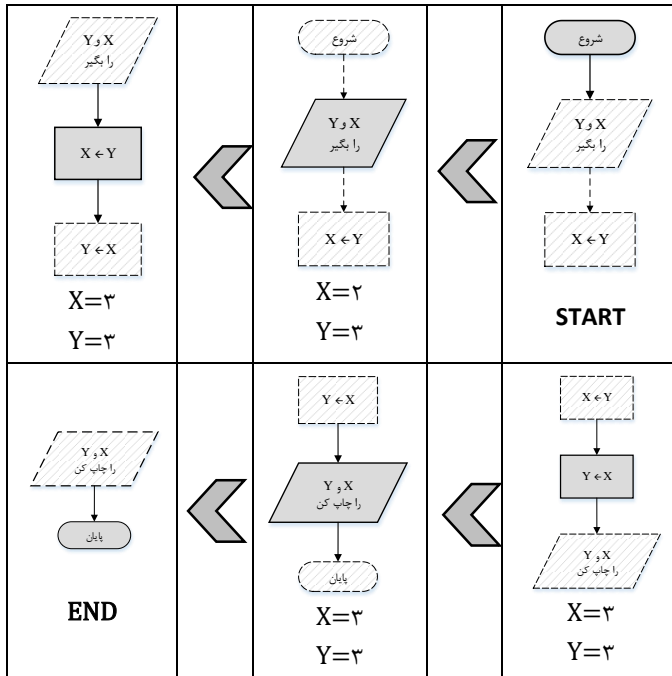 شروع
X و Y
را بگیر
X ← Y
START
شروع
X و Y
را بگیر
X ← Y
X=۲
Y=۳
X و Y
را بگیر
X ← Y
Y ← X
X=۳
Y=۳
X ← Y
Y ← X
X و Y
را چاپ کن
X=۳
Y=۳
Y ← X
X و Y
را چاپ کن
پایان
X=۳
Y=۳
X و Y
را چاپ کن
پایان
END